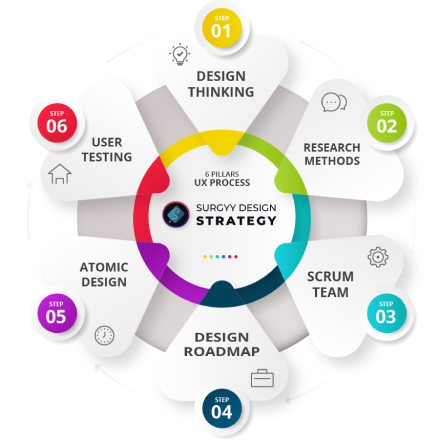 STEP
01
DESIGN
THINKING
STEP
02
RESEARCH
METHODS
SCRUM
TEAM
STEP
03
DESIGN
ROADMAP
STEP
04
ATOMIC
DESIGN
STEP
05
STEP
06
USER
TESTING
6 PILLARS
UX PROCESS
SURGYY DESIGN
STRATEGY